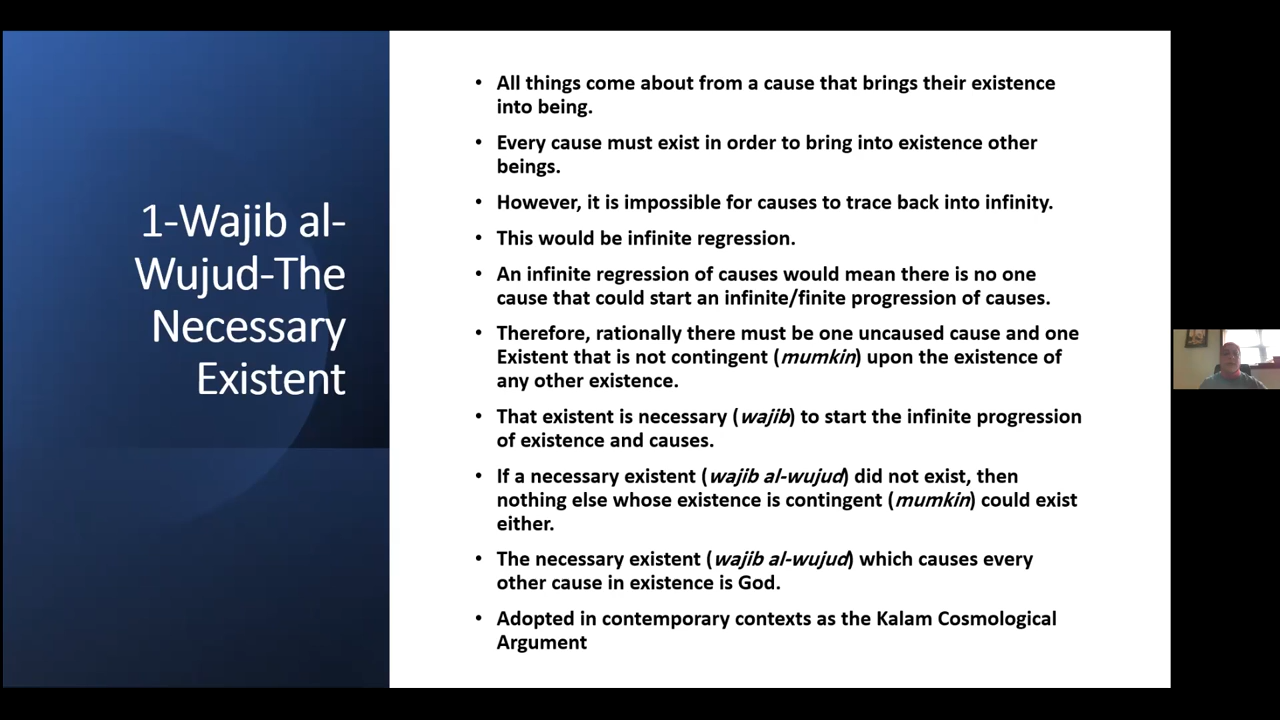 1-Wajib al-
Wujud-The
Necessary
Existent
• All things come about from a cause that brings their existence
into being.
• Every cause must exist in order to bring into existence other
beings.
• However, it is impossible for causes to trace back into infinity.
• This would be infinite regression.
• An infinite regression of causes would mean there is no one
cause that could start an infinite/finite progression of causes.
• Therefore, rationally there must be one uncaused cause and one
Existent that is not contingent (mumkin) upon the existence of
any other existence.
• That existent is necessary (wajib) to start the infinite progression
of existence and causes.
• If a necessary existent (wajib al-wujud) did not exist, then
nothing else whose existence is contingent (mumkin) could exist
either.
• The necessary existent (wajib al-wujud) which causes every
other cause in existence is God.
• Adopted in contemporary contexts as the Kalam Cosmological
Argument